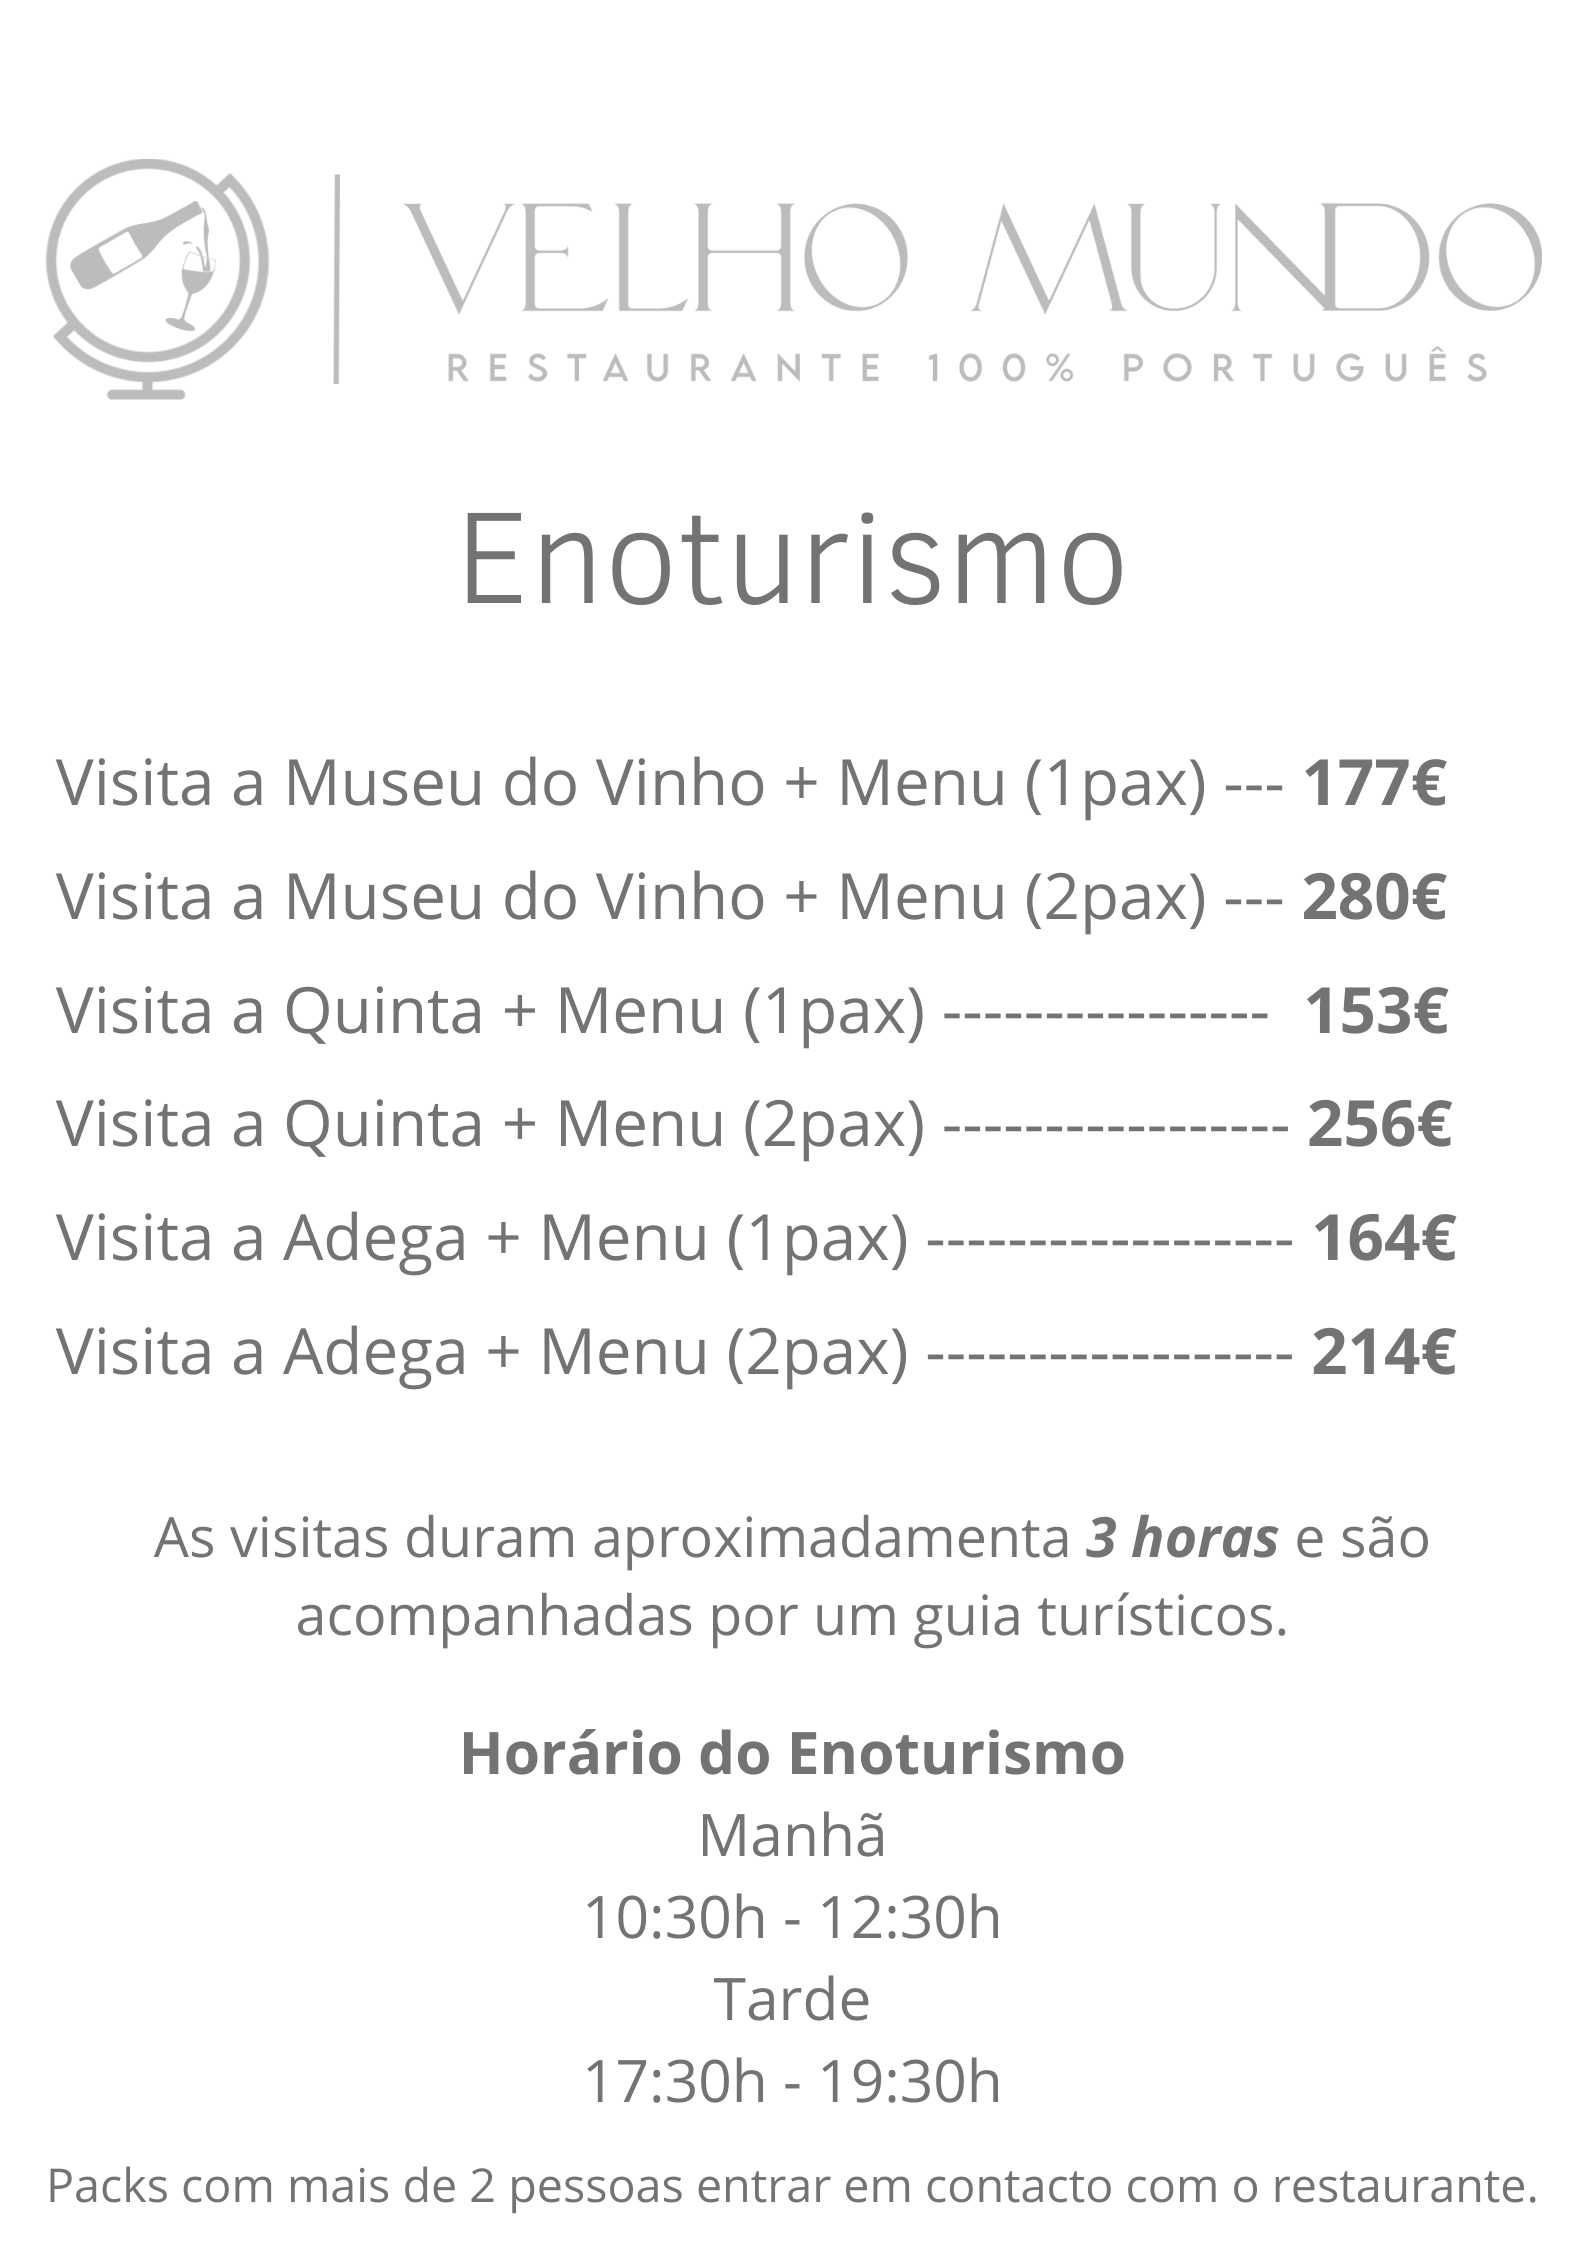 VELHO MUNDO
RESTAURANTE 100% PORTUGUÊS
Enoturismo
Visita a Museu do Vinho + Menu (1pax) --- 177€
Visita a Museu do Vinho + Menu (2pax) --- 280€
Visita a Quinta + Menu (1pax) ---------------- 153€
Visita a Quinta + Menu (2pax) ----------------- 256€
Visita a Adega + Menu (1pax) ------------------ 164€
Visita a Adega + Menu (2pax) ------------------ 214€
As visitas duram aproximadamenta 3 horas e são
acompanhadas por um guia turísticos.
Horário do Enoturismo
Manhã
10:30h - 12:30h
Tarde
17:30h - 19:30h
Packs com mais de 2 pessoas entrar em contacto com o restaurante.